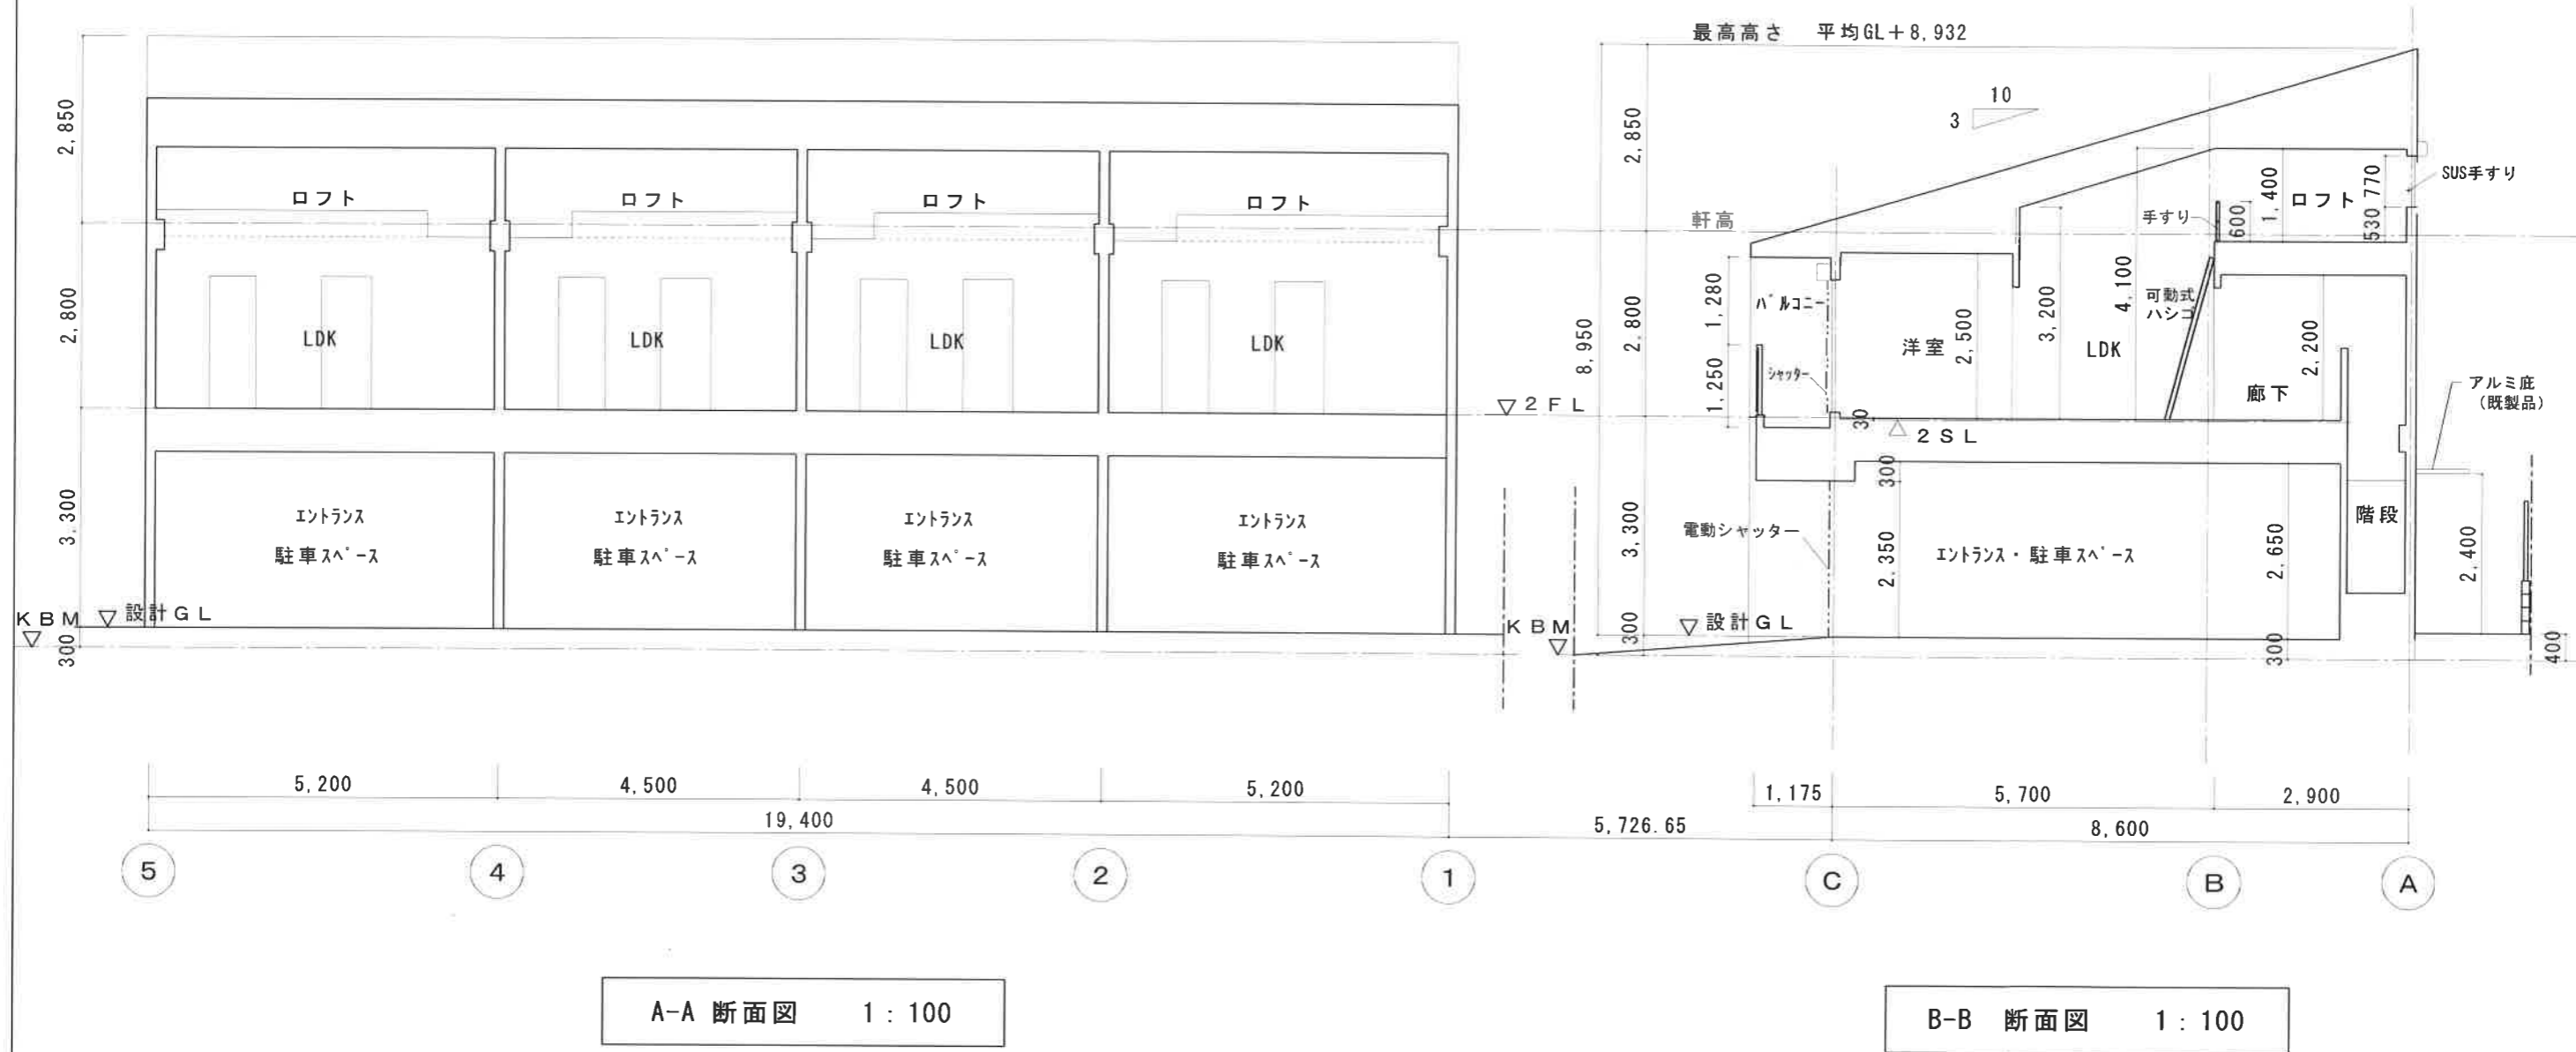 最高高さ 平均GL+8,932
2,850
2,800
3,300
300
ロフト
ロフト
ロフト
ロフト
LDK
LDK
LDK
LDK
エントランス
駐車スペース
エントランス
駐車スペース
エントランス
駐車スペース
エントランス
駐車スペース
KBM
設計GL
2FL
KBM
5,200
4,500
4,500
5,200
19,400
5,726.65
5
4
3
2
1
A-A 断面図 1:100
10
3
軒高
8,950
2,850
2,800
3,300
300
1,280
1,250
バルコニー
シャッター
洋室
2,500
3,200
LDK
4,100
手すり
600
1,400
ロフト
530
770
SUS手すり
可動式
ハシゴ
2,200
廊下
アルミ庇
(既製品)
30
2SL
300
電動シャッター
2,350
エントランス・駐車スペース
2,650
階段
2,400
設計GL
300
400
1,175
5,700
2,900
8,600
C
B
A
B-B 断面図 1:100